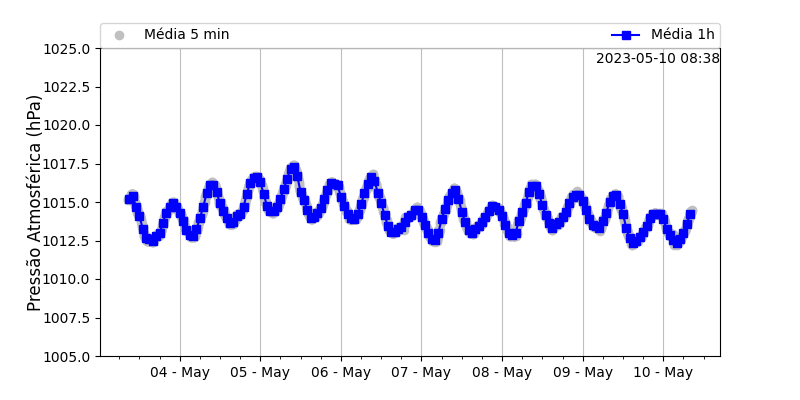 Média 5 min
Média 1h
2023-05-10 08:38
Pressão Atmosférica (hPa)
1025.0
1022.5
1020.0
1017.5
1015.0
1012.5
1010.0
1007.5
1005.0
04 - May
05 - May
06 - May
07 - May
08 - May
09 - May
10 - May